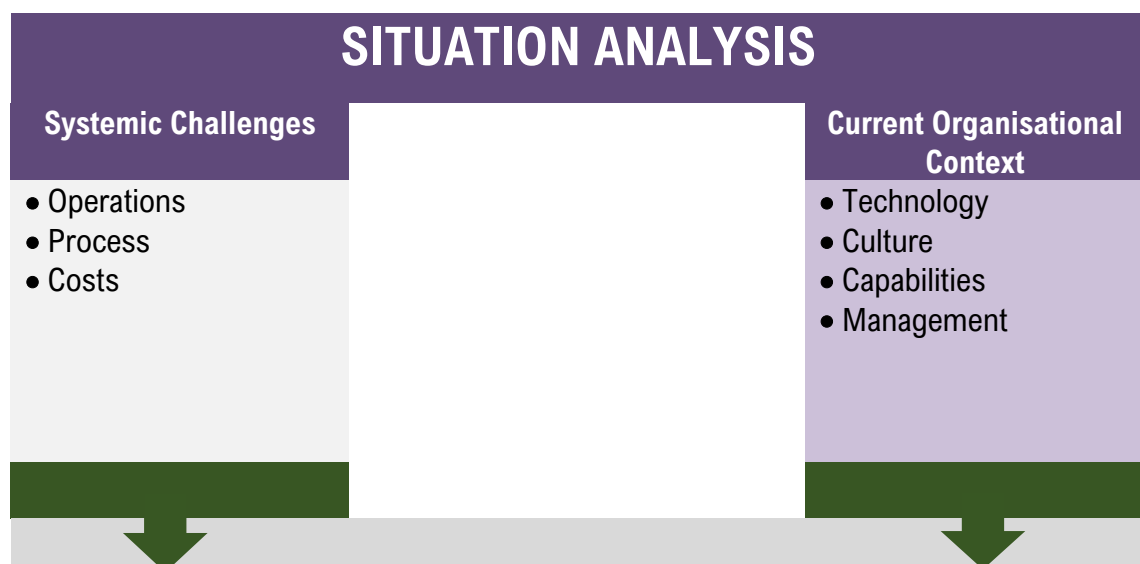 SITUATION ANALYSIS
Systemic Challenges
• Operations
• Process
• Costs
Current Organisational
Context
• Technology
• Culture
• Capabilities
• Management